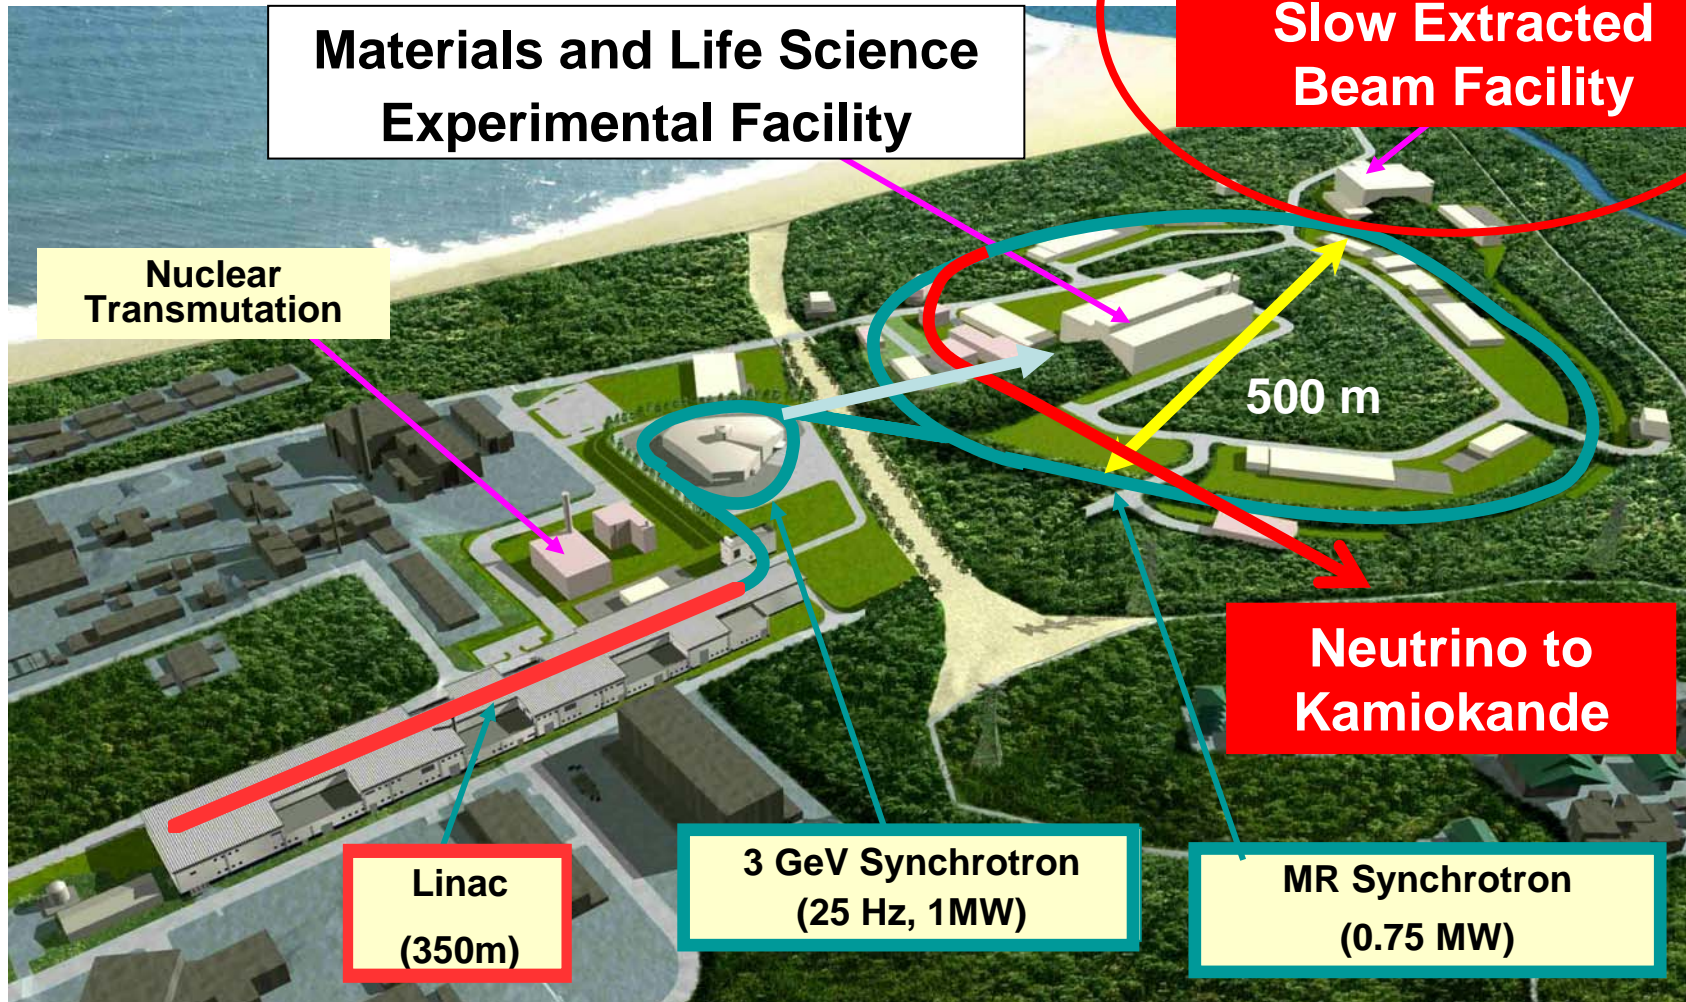 Materials and Life Science
Experimental Facility
Slow Extracted
Beam Facility
Nuclear
Transmutation
500 m
Neutrino to
Kamiokande
Linac
(350m)
3 GeV Synchrotron
(25 Hz, 1MW)
MR Synchrotron
(0.75 MW)